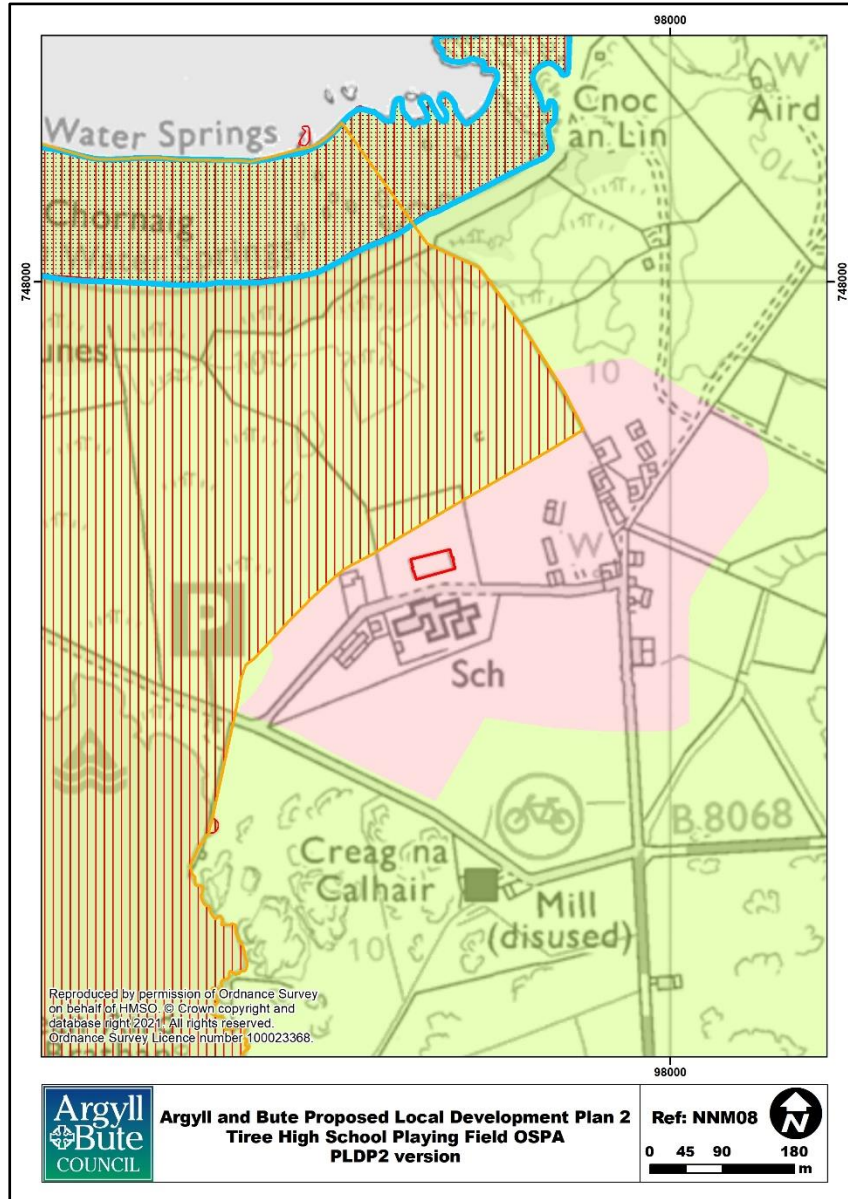 98000
Water Springs
Cnoc
an Lin
W
Aird
Chornaig
Water Springs
748000
748000
unes
10
10
W
P
Sch
B.8068
Creag na
Calhair
10
Mill
(disused)
Reproduced by permission of Ordnance Survey
on behalf of HMSO. © Crown copyright and
database right 2021. All rights reserved.
Ordnance Survey Licence number 100023368.
98000
Argyll
&Bute
COUNCIL
Argyll and Bute Proposed Local Development Plan 2
Tiree High School Playing Field OSPA
PLDP2 version
Ref: NNM08
N
0 45 90 180
m